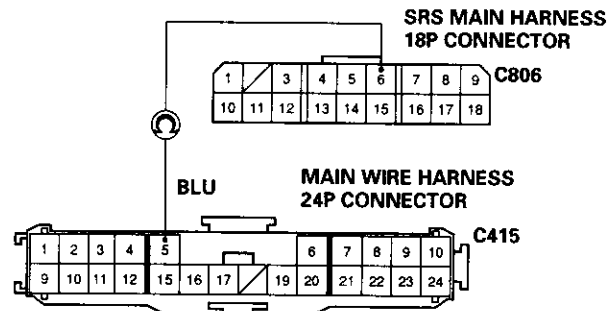 SRS MAIN HARNESS
18P CONNECTOR
C806
1 3 4 5 6 7 8 9
10 11 12 13 14 15 16 17 18
Ω
BLU
MAIN WIRE HARNESS
24P CONNECTOR
C415
1 2 3 4 5 6 7 8 9 10
9 10 11 12 15 16 17 19 20 21 22 23 24